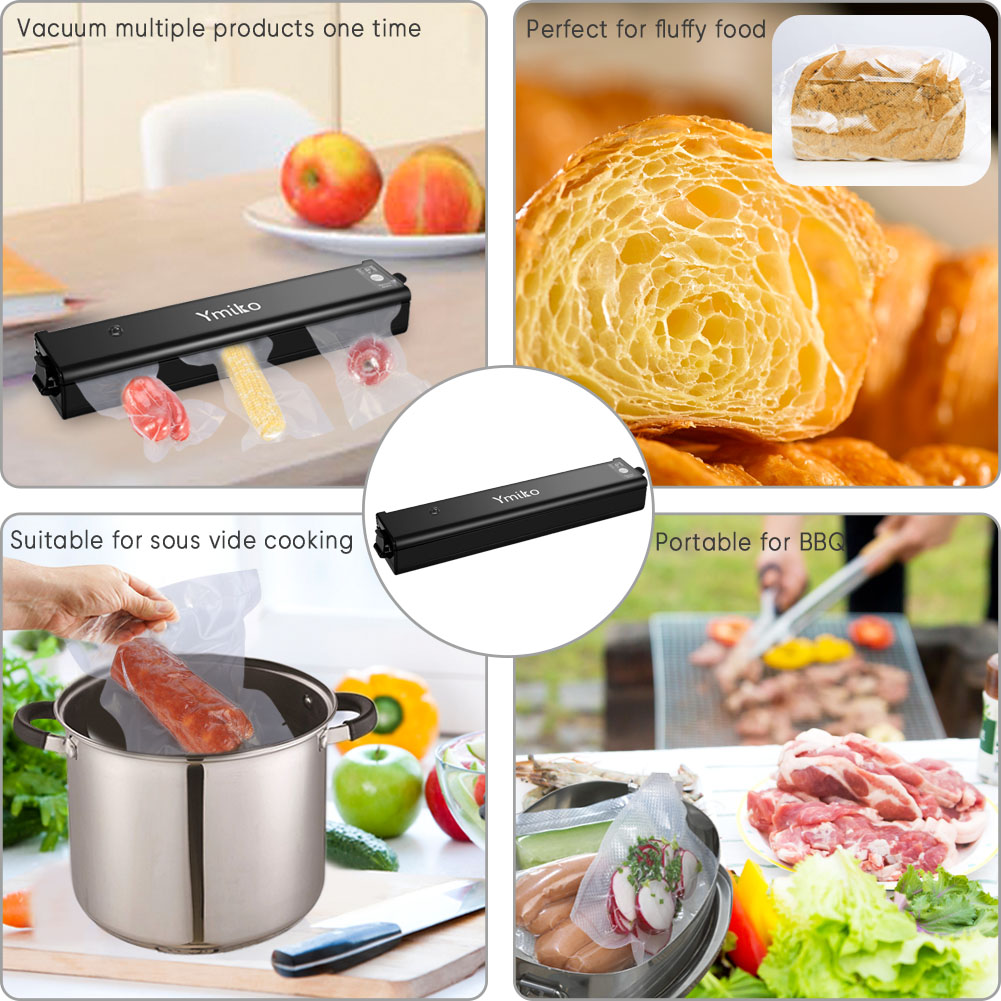 Vacuum multiple products one time
Perfect for fluffy food
Ymiko
Ymiko
Suitable for sous vide cooking
Portable for BBQ